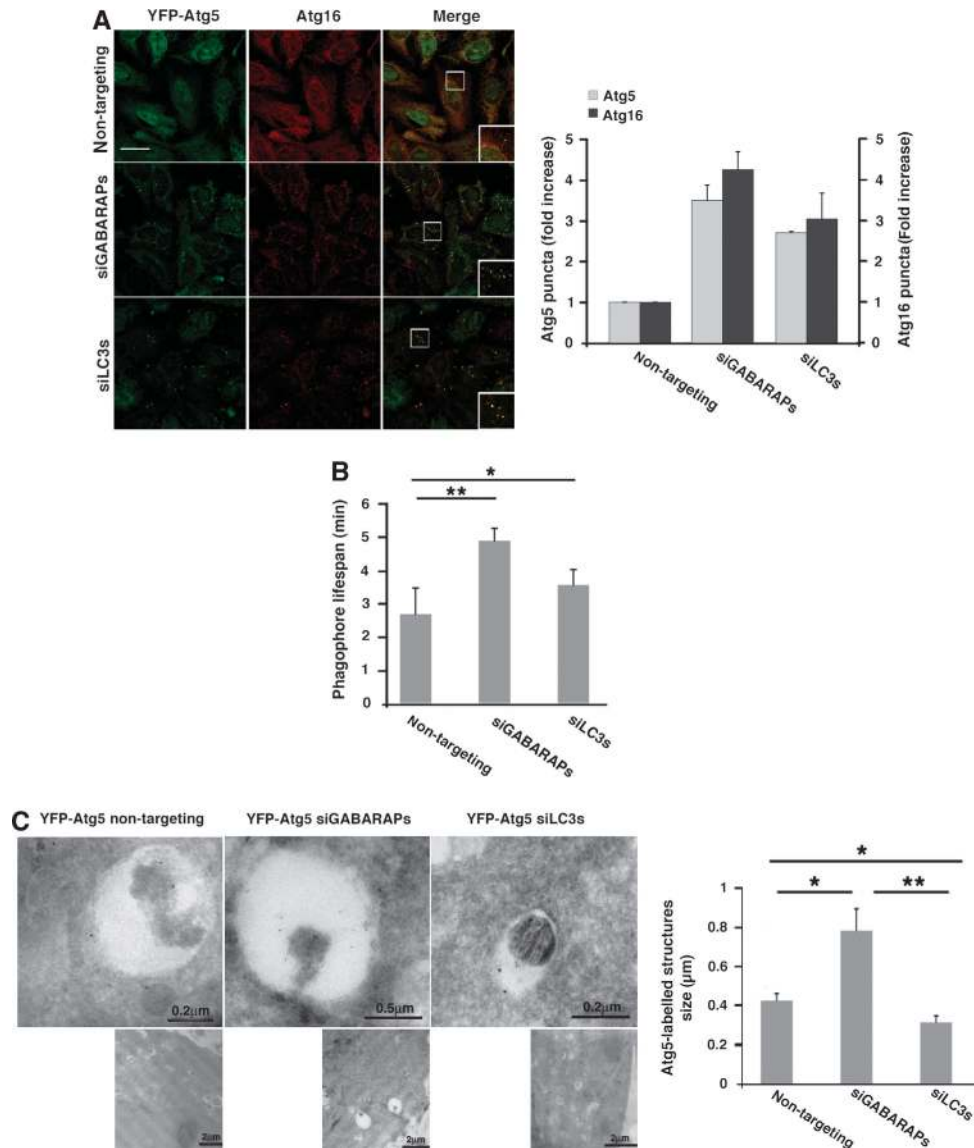 A
YFP-Atg5
Atg16
Merge
Non-targeting
siGABARAPs
siLC3s
Atg5
Atg16
Atg5 puncta (fold increase)
5
4
3
2
1
0
Atg16 puncta(Fold increase)
5
4
3
2
1
0
Non-targeting
siGABARAPs
siLC3s
B
*
**
Phagophore lifespan (min)
6
5
4
3
2
1
0
Non-targeting
siGABARAPs
siLC3s
C
YFP-Atg5 non-targeting
YFP-Atg5 siGABARAPs
YFP-Atg5 siLC3s
0.2µm
0.5µm
0.2µm
2µm
2µm
2µm
*
*
**
Atg5-labelled structures
size (µm)
1
0.8
0.6
0.4
0.2
0
Non-targeting
siGABARAPs
siLC3s